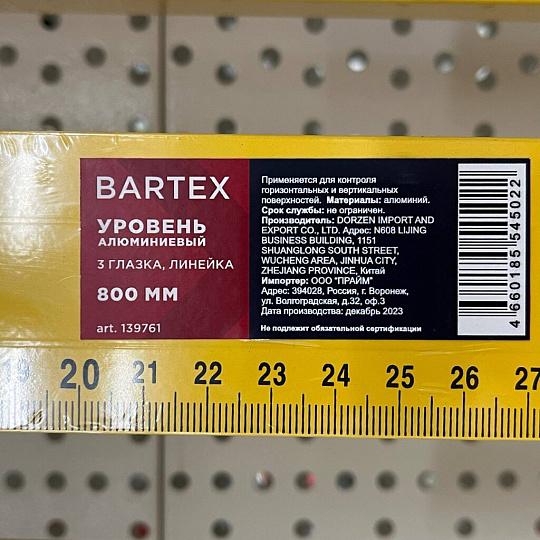 BARTEX
УРОВЕНЬ
АЛЮМИНИЕВЫЙ
3 ГЛАЗКА, ЛИНЕЙКА
800 ММ
art. 139761
Применяется для контроля
горизонтальных и вертикальных
поверхностей. Материалы: алюминий.
Срок службы: не ограничен.
Производитель: DORZEN IMPORT AND
EXPORT CO., LTD. Адрес: N608 LIJING
BUSINESS BUILDING, 1151
SHUANGLONG SOUTH STREET,
WUCHENG AREA, JINHUA CITY,
ZHEJIANG PROVINCE, Китай
Импортер: ООО "ПРАЙМ"
Адрес: 394028, Россия, г. Воронеж,
ул. Волгоградская, д.32, оф.3
Дата производства: декабрь 2023
Не подлежит обязательной сертификации
4 660185 545022
19 20 21 22 23 24 25 26 27